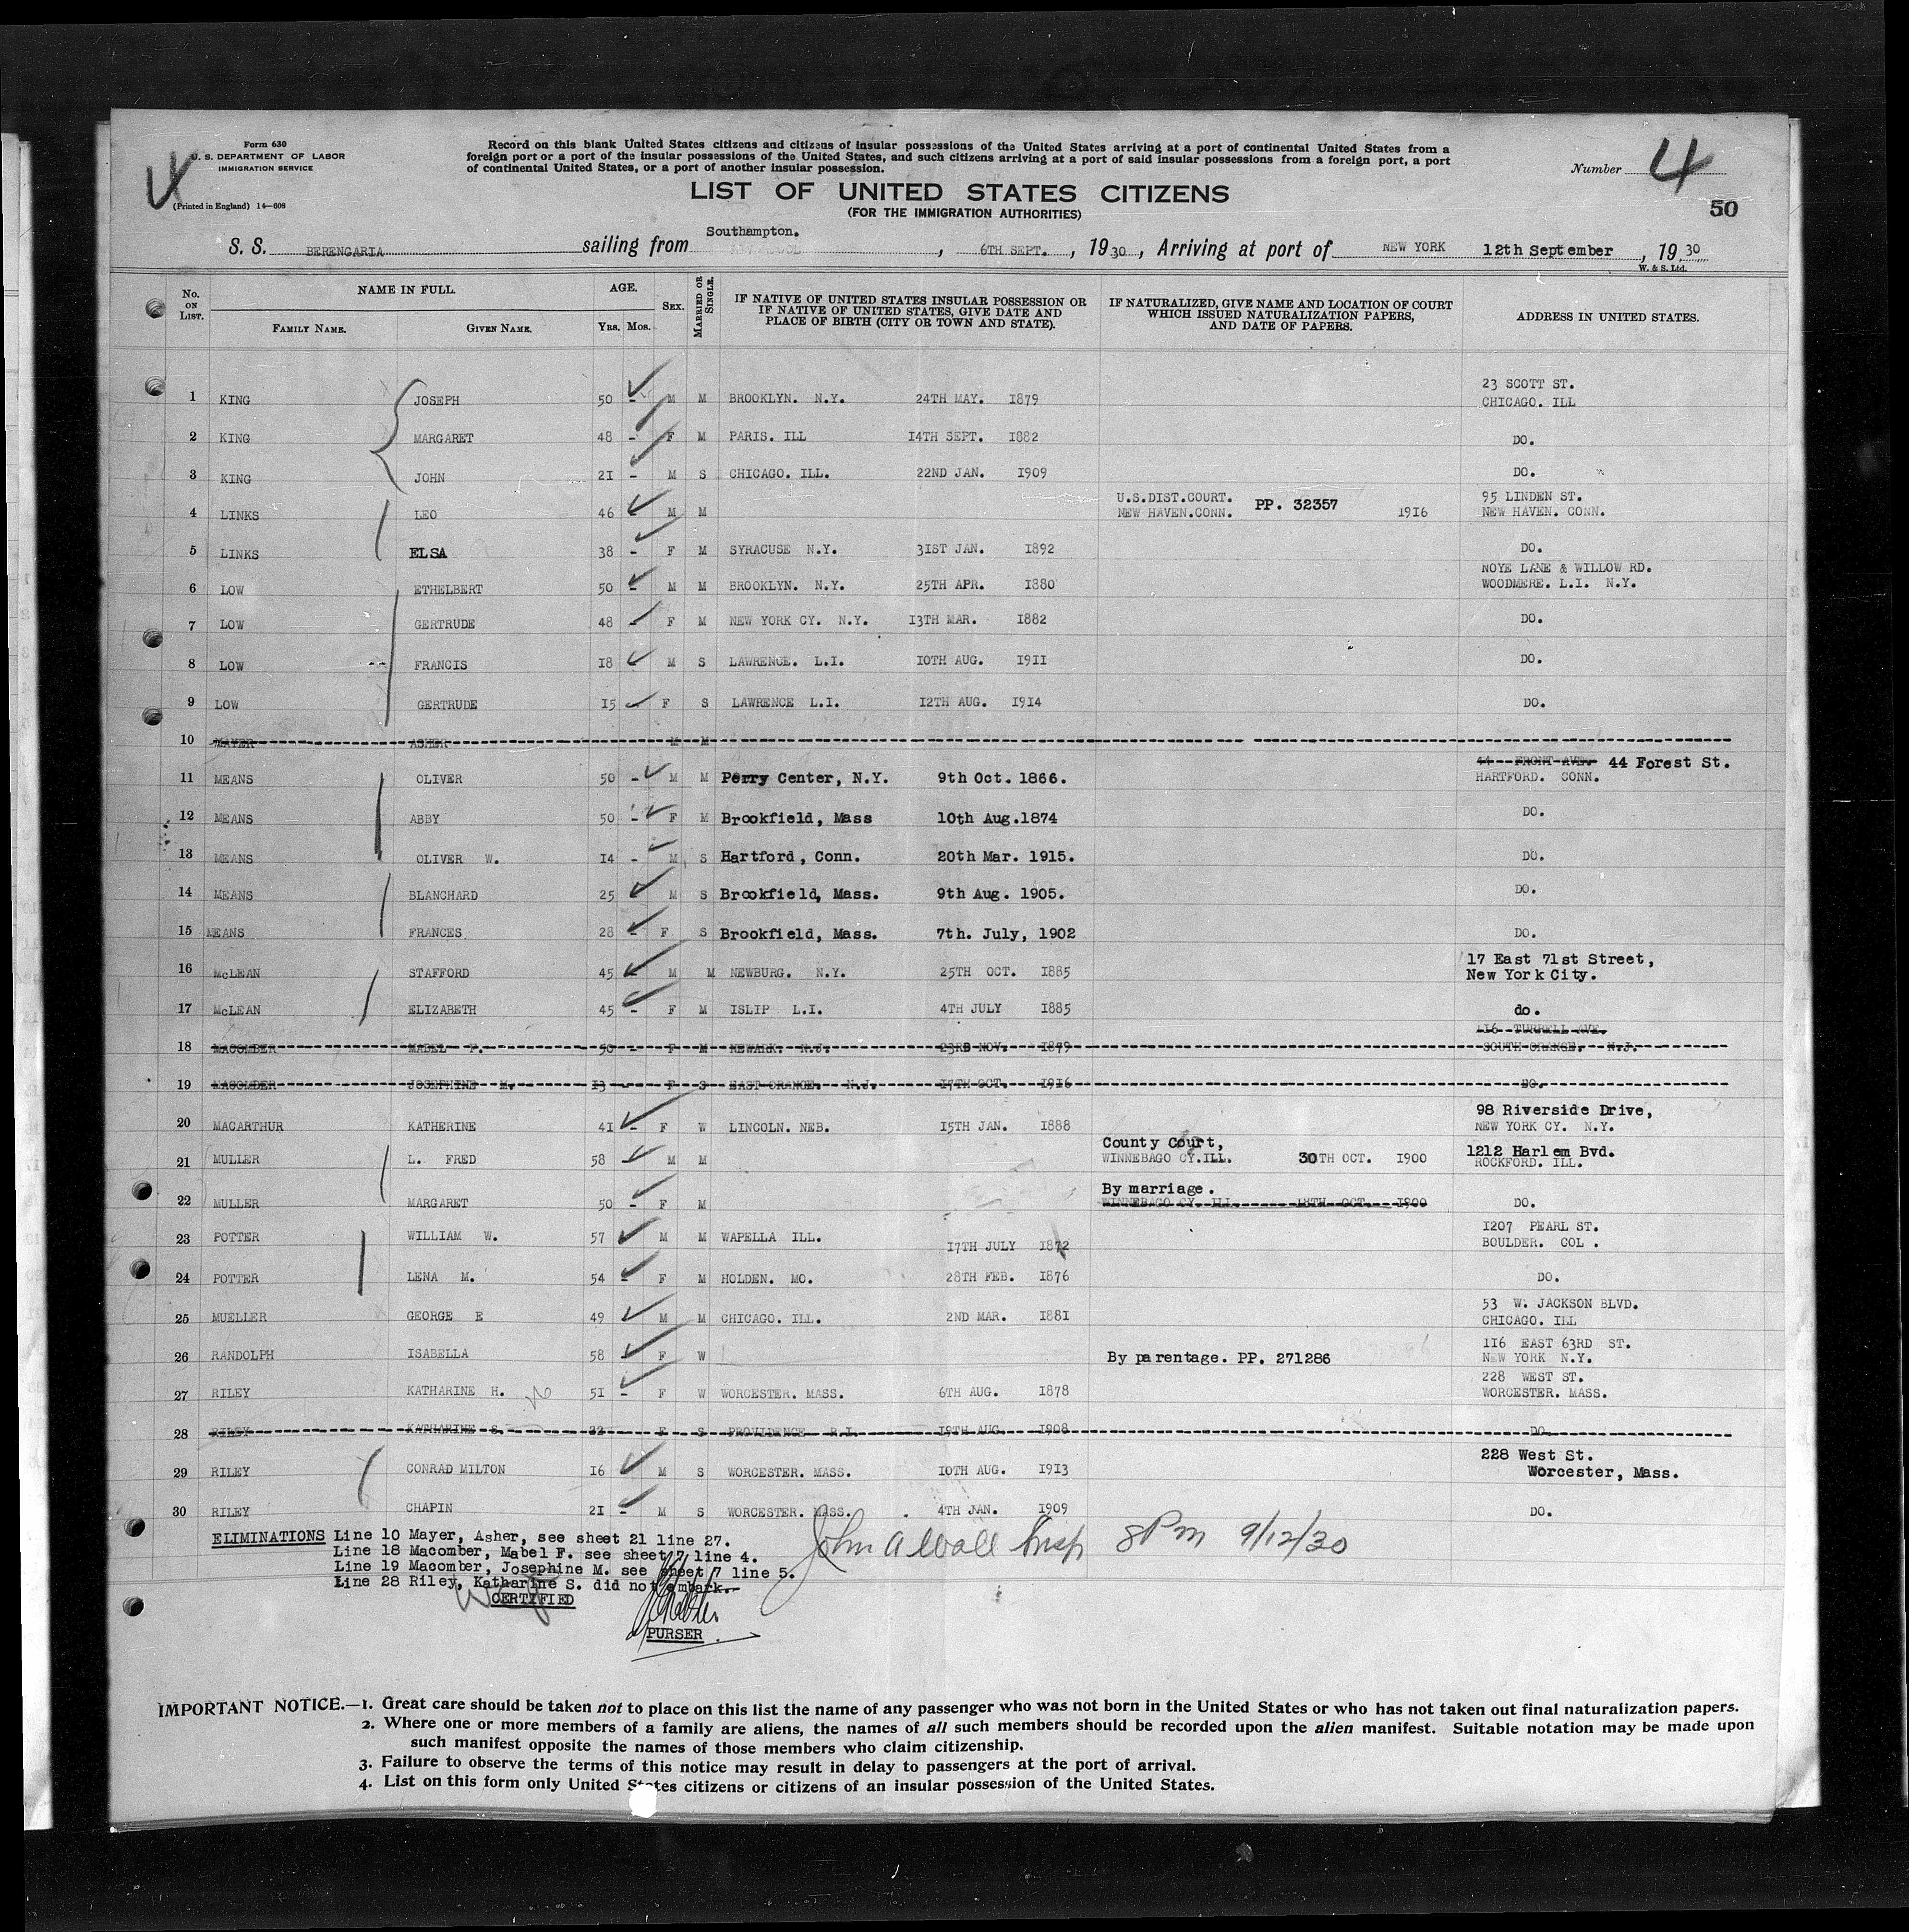 Form 630
U. S. DEPARTMENT OF LABOR
IMMIGRATION SERVICE
(Printed in England) 14—608
Record on this blank United States citizens and citizens of insular possessions of the United States arriving at a port of continental United States from a
foreign port or a port of the insular possessions of the United States, and such citizens arriving at a port of said insular possessions from a foreign port, a port
of continental United States, or a port of another insular possession.
Number 4
50
LIST OF UNITED STATES CITIZENS
(FOR THE IMMIGRATION AUTHORITIES)
S. S. BERENGARIA sailing from Southampton. , 6TH SEPT. , 1930 , Arriving at port of NEW YORK 12th September , 1930
W. & S. Ltd.
No. ON LIST. NAME IN FULL. FAMILY NAME. GIVEN NAME. AGE. YRS. MOS. SEX. MARRIED OR SINGLE. IF NATIVE OF UNITED STATES INSULAR POSSESSION OR IF NATIVE OF UNITED STATES, GIVE DATE AND PLACE OF BIRTH (CITY OR TOWN AND STATE). IF NATURALIZED, GIVE NAME AND LOCATION OF COURT WHICH ISSUED NATURALIZATION PAPERS, AND DATE OF PAPERS. ADDRESS IN UNITED STATES.
1 KING JOSEPH 50 - M M BROOKLYN. N.Y. 24TH MAY. 1879 23 SCOTT ST. CHICAGO. ILL
2 KING MARGARET 48 - F M PARIS. ILL 14TH SEPT. 1882 DO.
3 KING JOHN 21 - M S CHICAGO. ILL. 22ND JAN. 1909 DO.
4 LINKS LEO 46 - M M U.S.DIST.COURT. NEW HAVEN.CONN. PP. 32357 1916 95 LINDEN ST. NEW HAVEN. CONN.
5 LINKS ELSA 38 - F M SYRACUSE N.Y. 31ST JAN. 1892 DO.
6 LOW ETHELBERT 50 - M M BROOKLYN. N.Y. 25TH APR. 1880 NOYE LANE & WILLOW RD. WOODMERE. L.I. N.Y.
7 LOW GERTRUDE 48 - F M NEW YORK CY. N.Y. 13TH MAR. 1882 DO.
8 LOW -- FRANCIS 18 M S LAWRENCE. L.I. 10TH AUG. 1911 DO.
9 LOW GERTRUDE 15 F S LAWRENCE L.I. 12TH AUG. 1914 DO.
10 MAYER ASHER M M
11 MEANS OLIVER 50 - M M Perry Center, N.Y. 9th Oct. 1866. 44 FRONT AVE. 44 Forest St. HARTFORD. CONN.
12 MEANS ABBY 50 - F M Brookfield, Mass 10th Aug.1874 DO.
13 MEANS OLIVER W. 14 - M S Hartford, Conn. 20th Mar. 1915. DO.
14 MEANS BLANCHARD 25 M S Brookfield, Mass. 9th Aug. 1905. DO.
15 MEANS FRANCES 28 - F S Brookfield, Mass. 7th. July, 1902 DO.
16 McLEAN STAFFORD 45 - M M NEWBURG. N.Y. 25TH OCT. 1885 17 East 71st Street, New York City.
17 McLEAN ELIZABETH 45 - F M ISLIP L.I. 4TH JULY 1885 do.
18 MACOMBER MABEL F. 50 - F M NEWARK. N.J. 23RD NOV. 1879 116 TURRELL AVE. SOUTH ORANGE. N.J.
19 MACOMBER JOSEPHINE M. 13 - F S EAST ORANGE. N.J. 17TH OCT. 1916 DO.
20 MACARTHUR KATHERINE 41 - F W LINCOLN. NEB. 15TH JAN. 1888 98 Riverside Drive, NEW YORK CY. N.Y.
21 MULLER L. FRED 58 - M M County Court, WINNEBAGO CY.ILL. 30TH OCT. 1900 1212 Harlem Bvd. ROCKFORD. ILL.
22 MULLER MARGARET 50 - F M By marriage. WINNEBAGO CY. ILL 18TH OCT 1900 DO.
23 POTTER WILLIAM W. 57 M M WAPELLA ILL. 17TH JULY 1872 1207 PEARL ST. BOULDER. COL .
24 POTTER LENA M. 54 - F M HOLDEN. MO. 28TH FEB. 1876 DO.
25 MUELLER GEORGE E 49 - M M CHICAGO. ILL. 2ND MAR. 1881 53 W. JACKSON BLVD. CHICAGO. ILL
26 RANDOLPH ISABELLA 58 - F W By parentage. PP. 271286 116 EAST 63RD ST. NEW YORK N.Y.
27 RILEY KATHARINE H. 51 - F W WORCESTER. MASS. 6TH AUG. 1878 228 WEST ST. WORCESTER. MASS.
28 RILEY KATHARINE S. 22 F S PROVIDENCE R.I. 19TH AUG. 1908 DO
29 RILEY CONRAD MILTON 16 M S WORCESTER. MASS. 10TH AUG. 1913 228 West St. Worcester, Mass.
30 RILEY CHAPIN 21 - M S WORCESTER. MASS. 4TH JAN. 1909 DO.
ELIMINATIONS Line 10 Mayer, Asher, see sheet 21 line 27.
Line 18 Macomber, Mabel F. see sheet 7 line 4.
Line 19 Macomber, Josephine M. see sheet 7 line 5.
Line 28 Riley, Katharine S. did not embark.
John A Wall Insp 8PM 9/12/30
CERTIFIED
PURSER
IMPORTANT NOTICE.—1. Great care should be taken not to place on this list the name of any passenger who was not born in the United States or who has not taken out final naturalization papers.
2. Where one or more members of a family are aliens, the names of all such members should be recorded upon the alien manifest. Suitable notation may be made upon
such manifest opposite the names of those members who claim citizenship.
3. Failure to observe the terms of this notice may result in delay to passengers at the port of arrival.
4. List on this form only United States citizens or citizens of an insular possession of the United States.